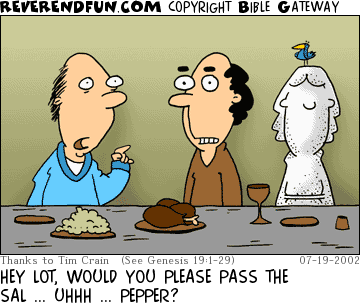 REVERENDFUN.COM COPYRIGHT BIBLE GATEWAY
Thanks to Tim Crain (See Genesis 19:1-29) 07-19-2002
HEY LOT, WOULD YOU PLEASE PASS THE
SAL ... UHHH ... PEPPER?